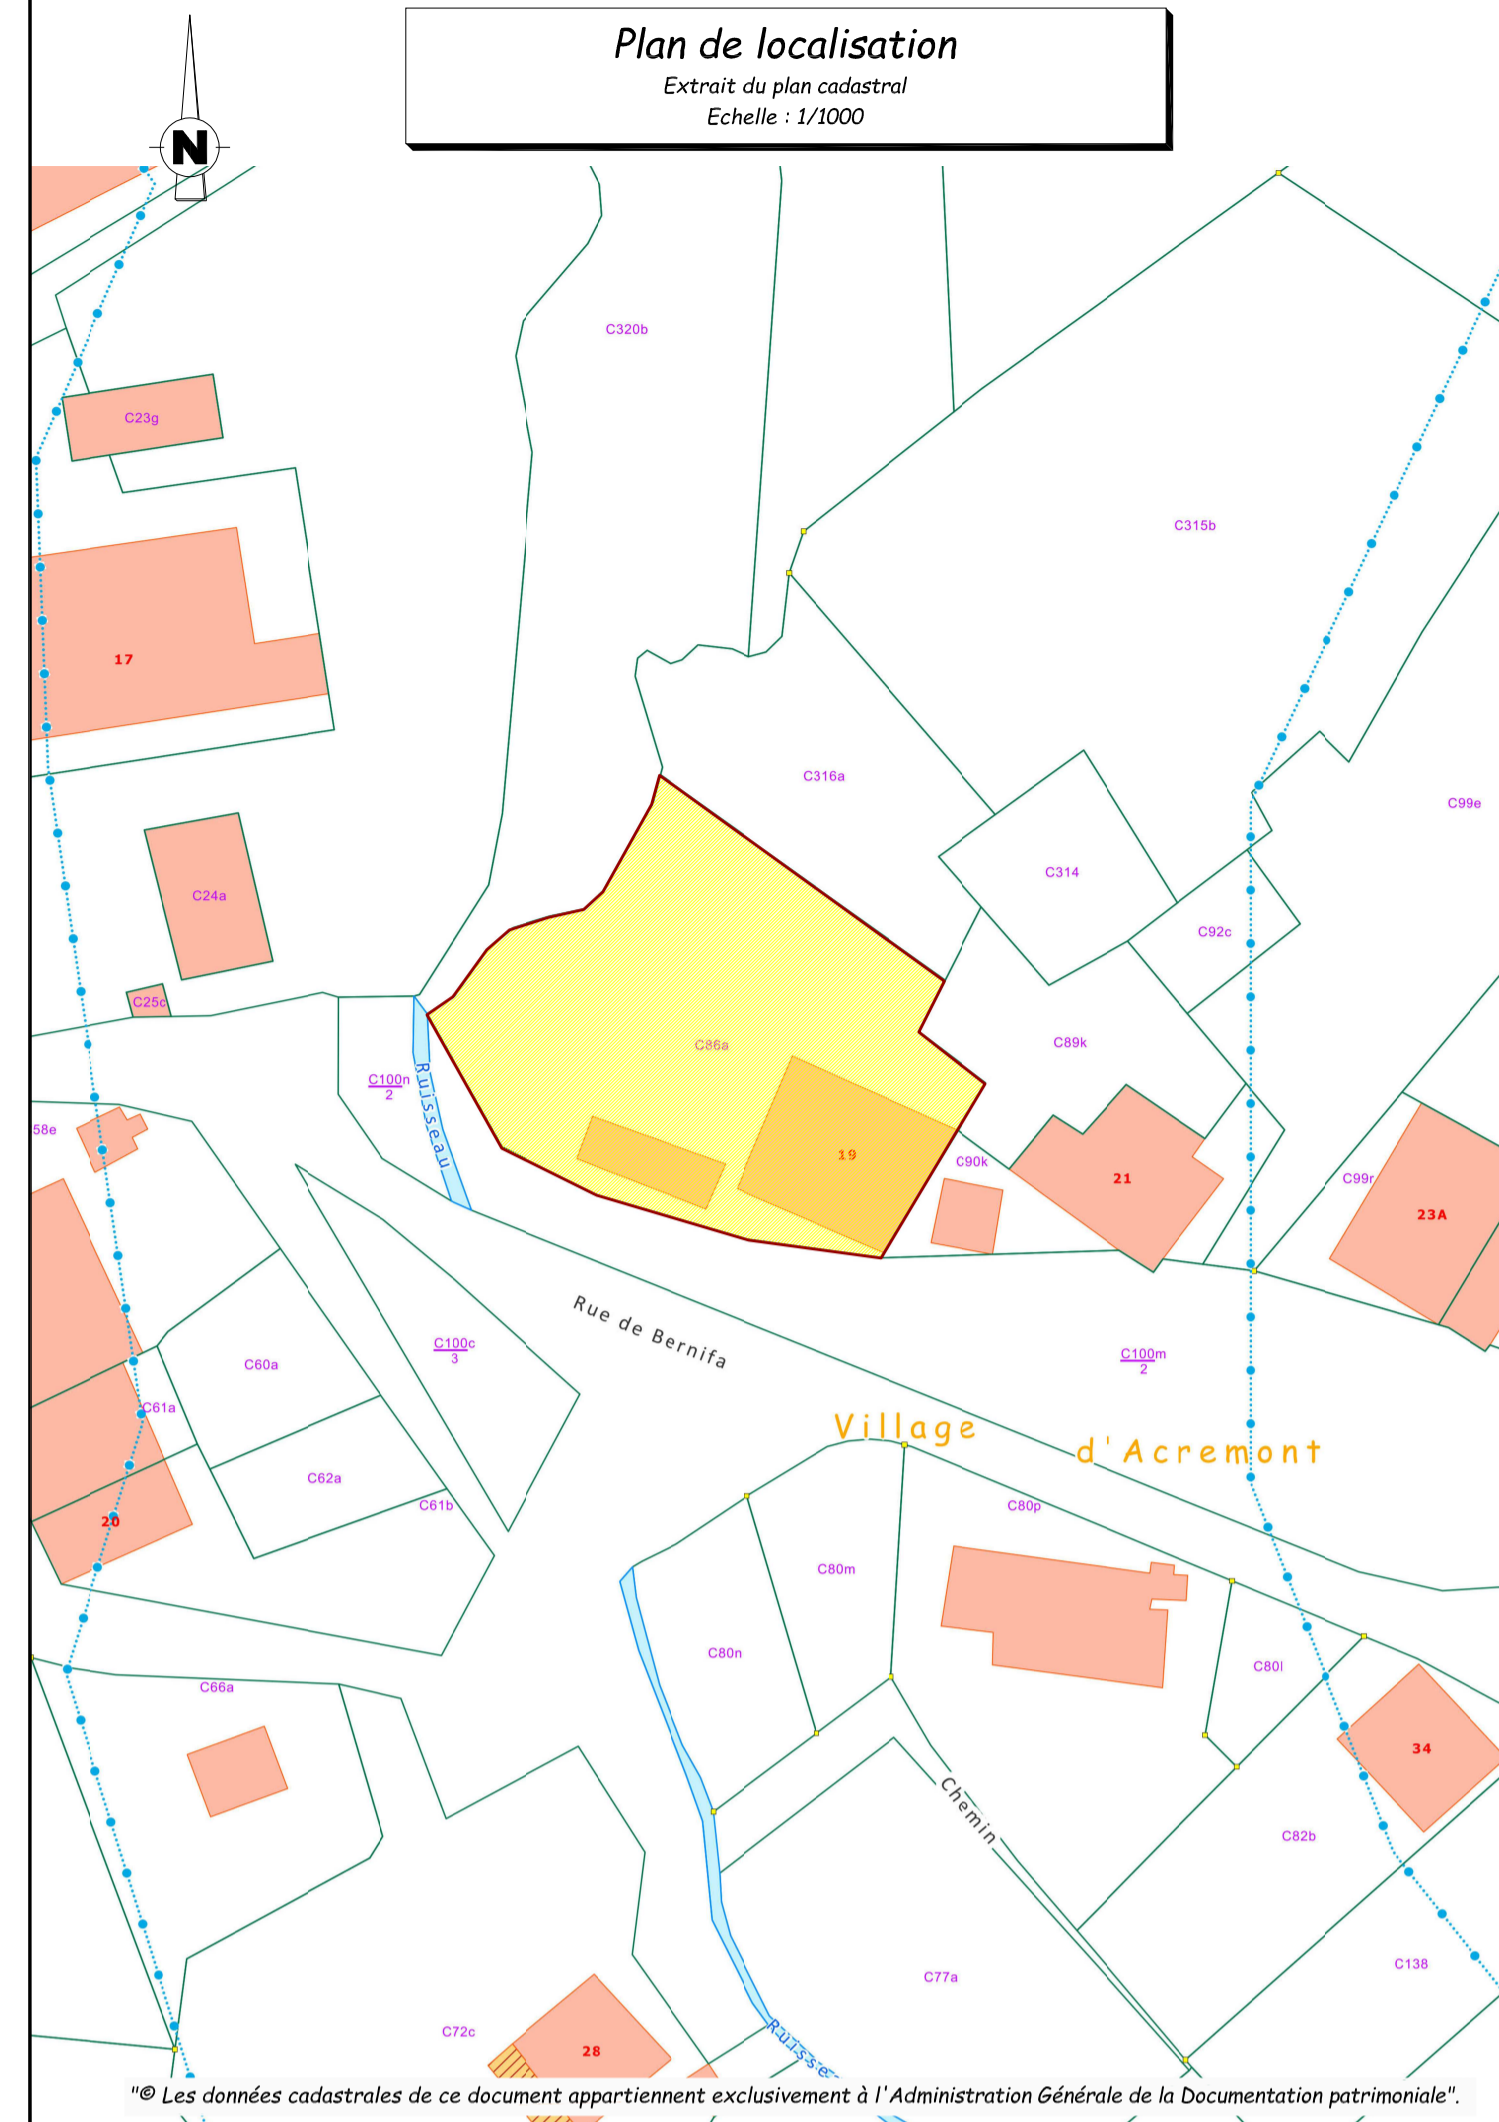 Plan de localisation
Extrait du plan cadastral
Echelle : 1/1000
N
C320b
C23g
C315b
17
C316a
C99e
C314
C24a
C92c
C25c
C86a
C89k
C100n
2
Ruisseau
58e
19
C90k
21
C99r
23A
Rue de Bernifa
C100c
3
C60a
C100m
2
C61a
Village d'Acremont
C62a
C61b
C80p
20
C80m
C80n
C80l
C66a
34
Chemin
C82b
C138
C77a
C72c
28
Ruisse
"© Les données cadastrales de ce document appartiennent exclusivement à l'Administration Générale de la Documentation patrimoniale".